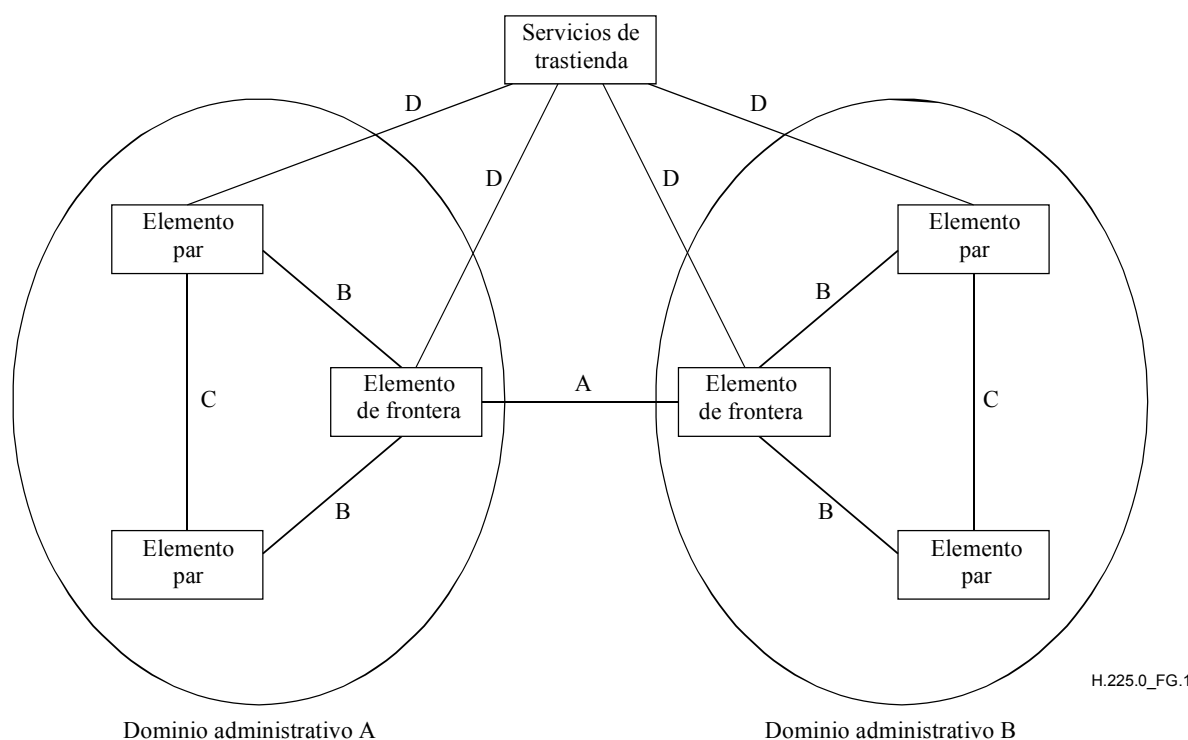 Servicios de
trastienda
D
D
D
D
Elemento
par
Elemento
par
B
B
Elemento
de frontera
A
Elemento
de frontera
C
C
B
B
Elemento
par
Elemento
par
H.225.0_FG.1
Dominio administrativo A
Dominio administrativo B